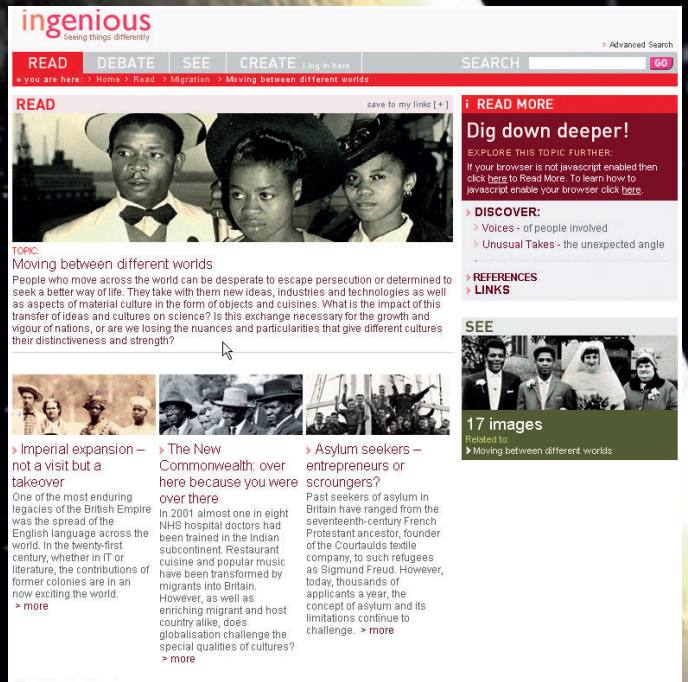 ingenious
Seeing things differently
> Advanced Search
READ DEBATE SEE CREATE | log in here SEARCH GO
you are here: > Home > Read > Migration > Moving between different worlds
READ save to my links [ + ]
TOPIC:
Moving between different worlds
People who move across the world can be desperate to escape persecution or determined to
seek a better way of life. They take with them new ideas, industries and technologies as well
as aspects of material culture in the form of objects and cuisines. What is the impact of this
transfer of ideas and cultures on science? Is this exchange necessary for the growth and
vigour of nations, or are we losing the nuances and particularities that give different cultures
their distinctiveness and strength?
> Imperial expansion –
not a visit but a
takeover
One of the most enduring
legacies of the British Empire
was the spread of the
English language across the
world. In the twenty-first
century, whether in IT or
literature, the contributions of
former colonies are in an
now exciting the world.
> more
> The New
Commonwealth: over
here because you were
over there
In 2001 almost one in eight
NHS hospital doctors had
been trained in the Indian
subcontinent. Restaurant
cuisine and popular music
have been transformed by
migrants into Britain.
However, as well as
enriching migrant and host
country alike, does
globalisation challenge the
special qualities of cultures?
> more
> Asylum seekers –
entrepreneurs or
scroungers?
Past seekers of asylum in
Britain have ranged from the
seventeenth-century French
Protestant ancestor, founder
of the Courtaulds textile
company, to such refugees
as Sigmund Freud. However,
today, thousands of
applicants a year, the
concept of asylum and its
limitations continue to
challenge. > more
i READ MORE
Dig down deeper!
EXPLORE THIS TOPIC FURTHER:
If your browser is not javascript enabled then
click here to Read More. To learn how to
javascript enable your browser click here.
> DISCOVER:
> Voices - of people involved
> Unusual Takes - the unexpected angle
> REFERENCES
> LINKS
SEE
17 images
Related to:
> Moving between different worlds